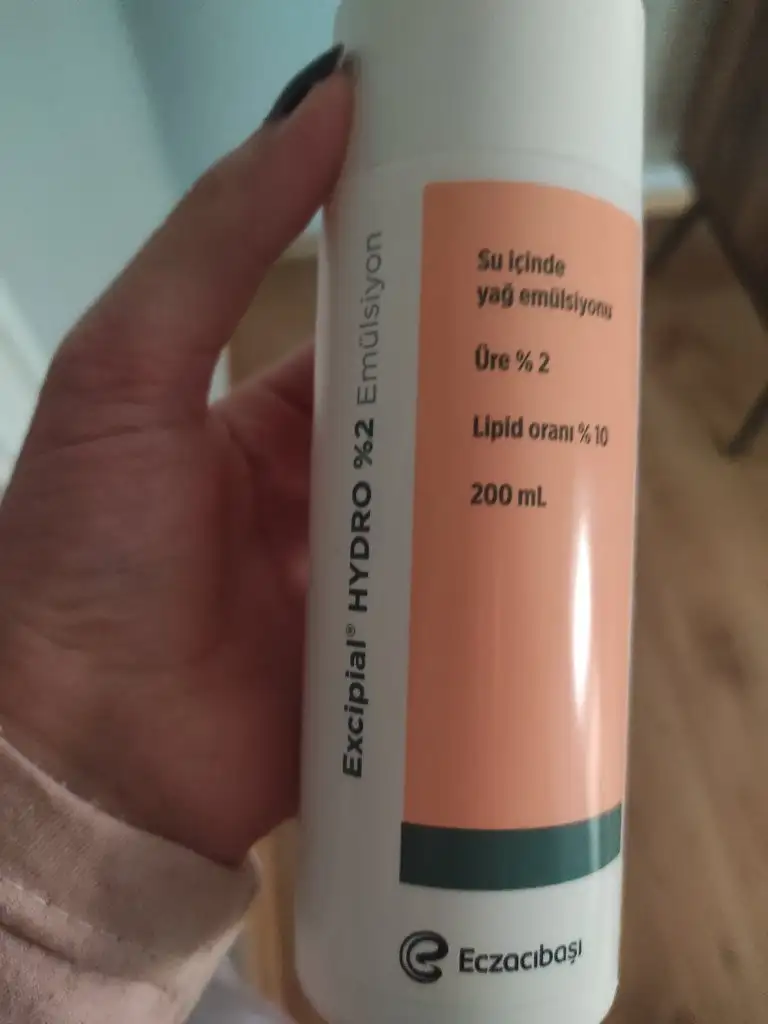 Su içinde
yağ emülsiyonu
Üre % 2
Lipid oranı % 10
200 mL
Excipial® HYDRO %2 Emülsiyon
Eczacıbaşı